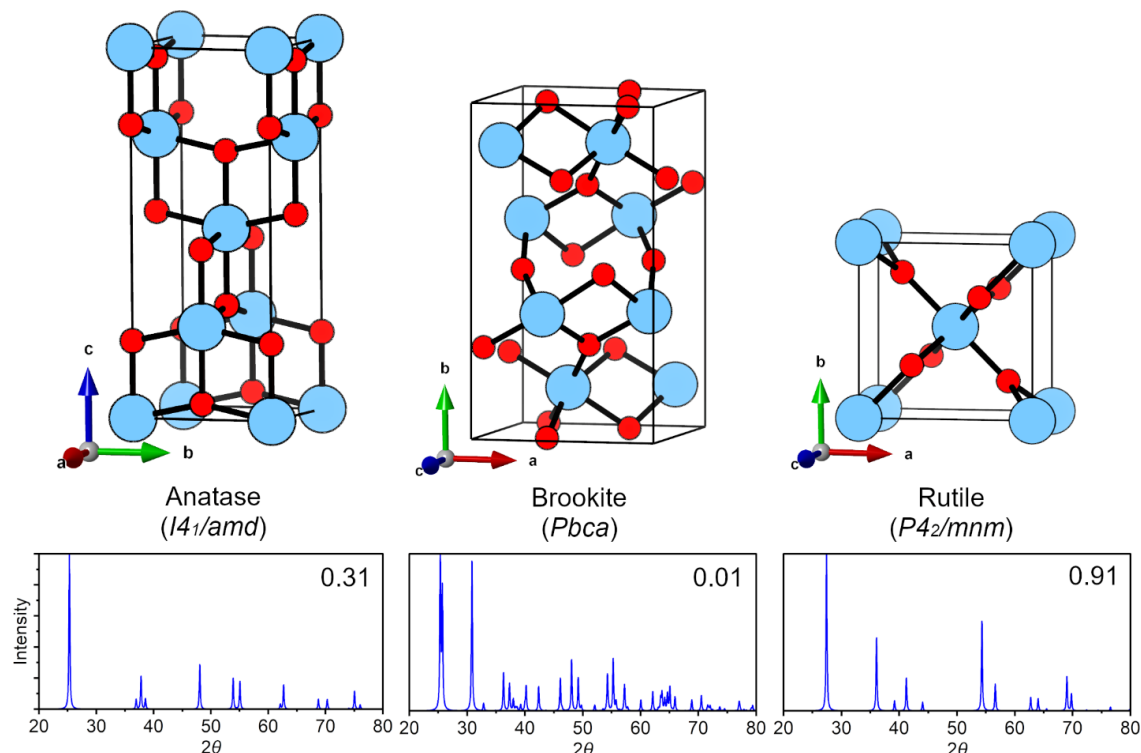 c
a
b
Anatase
(I4₁/amd)
b
c
a
Brookite
(Pbca)
b
c
a
Rutile
(P4₂/mnm)
Intensity
0.31
20 30 40 50 60 70 80
2θ
0.01
20 30 40 50 60 70 80
2θ
0.91
20 30 40 50 60 70 80
2θ